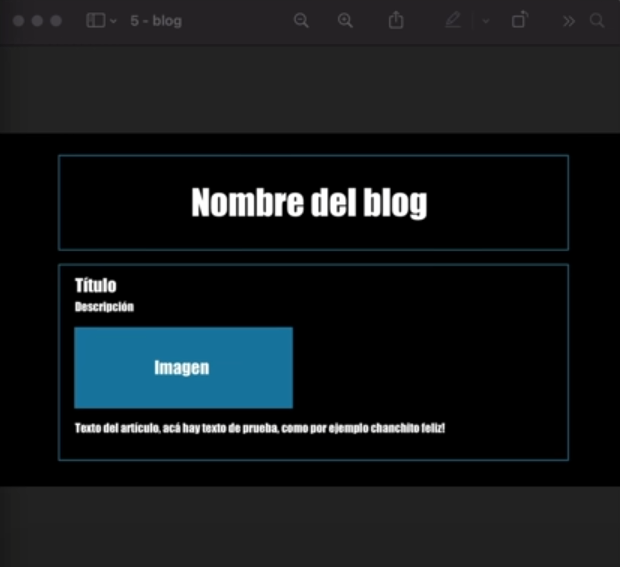 5 - blog
Nombre del blog
Título
Descripción
Imagen
Texto del artículo, acá hay texto de prueba, como por ejemplo chanchito feliz!